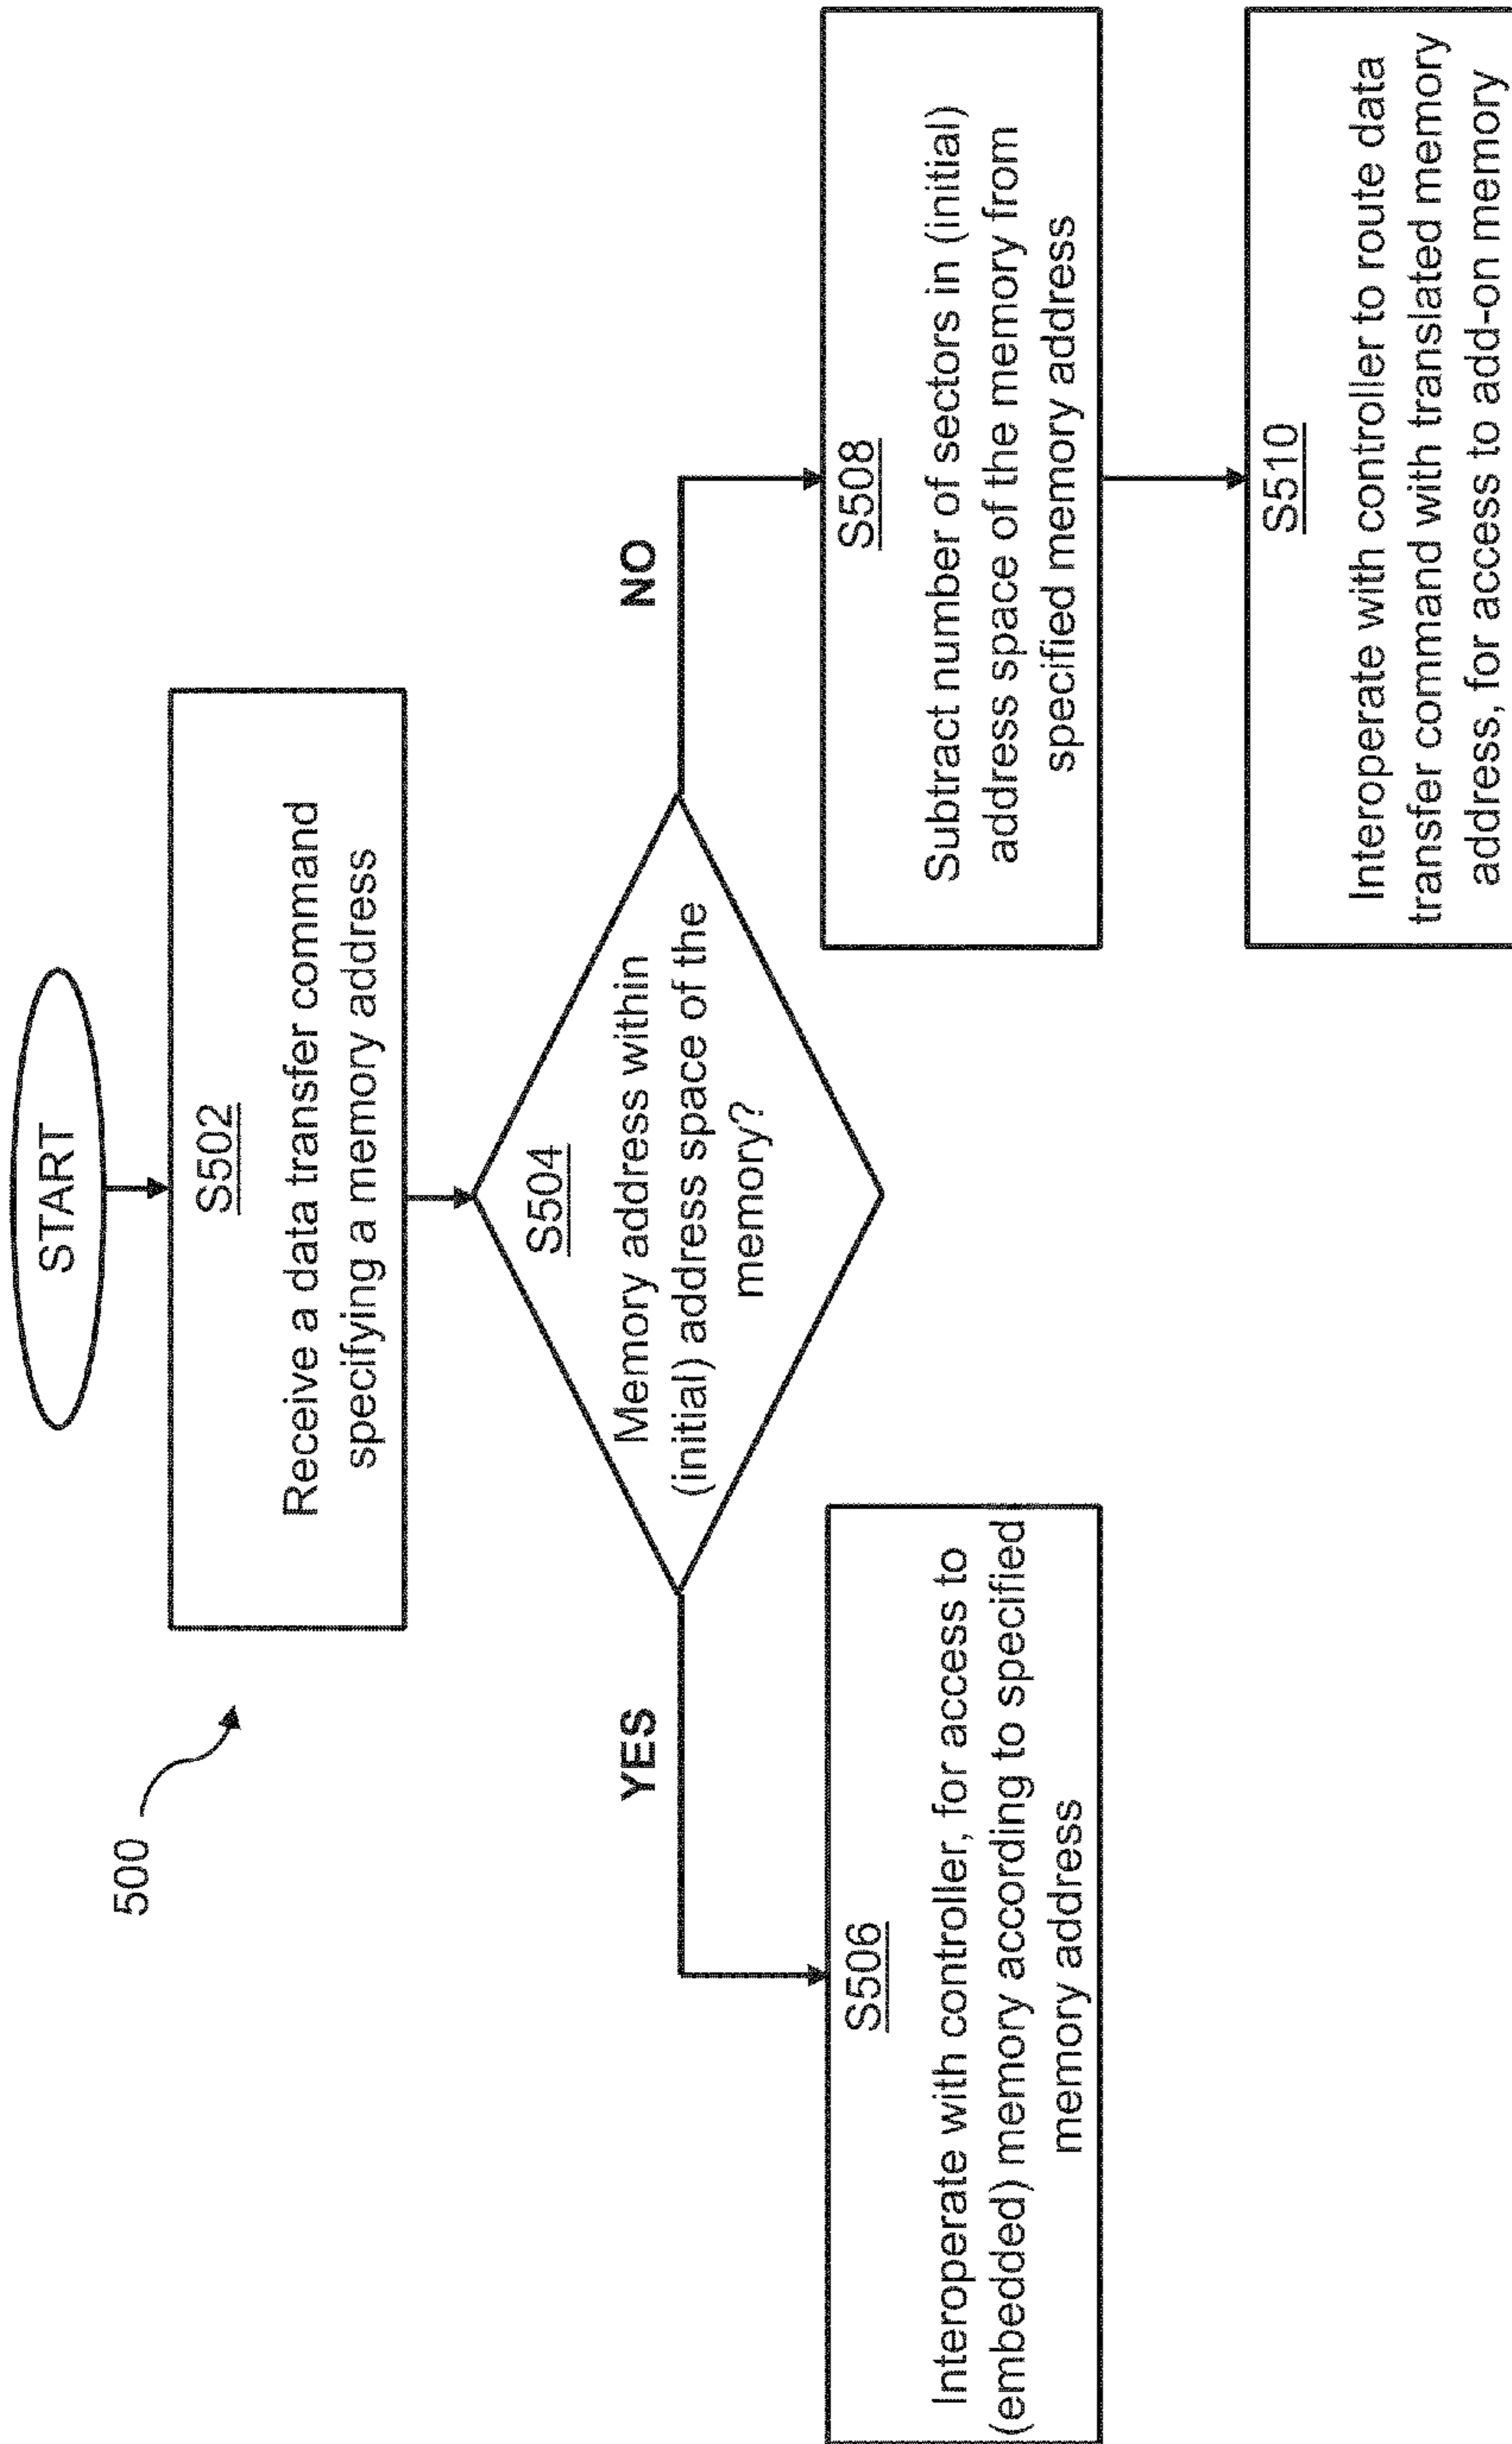 START
500
S502
Receive a data transfer command
specifying a memory address
S504
Memory address within
(initial) address space of the
memory?
YES
NO
S506
Interoperate with controller, for access to
(embedded) memory according to specified
memory address
S508
Subtract number of sectors in (initial)
address space of the memory from
specified memory address
S510
Interoperate with controller to route data
transfer command with translated memory
address, for access to add-on memory